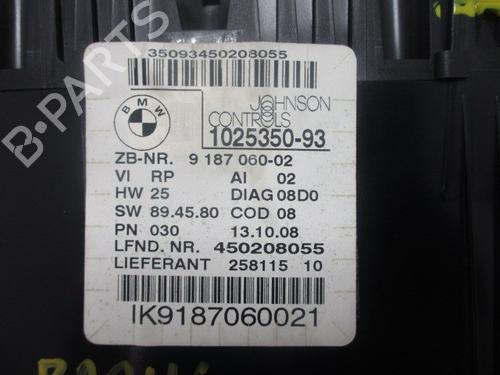 35093450208055
BMW
JOHNSON
CONTROLS
1025350-93
ZB-NR. 9 187 060-02
VI RP AI 02
HW 25 DIAG 08D0
SW 89.45.80 COD 08
PN 030 13.10.08
LFND. NR. 450208055
LIEFERANT 258115 10
IK9187060021